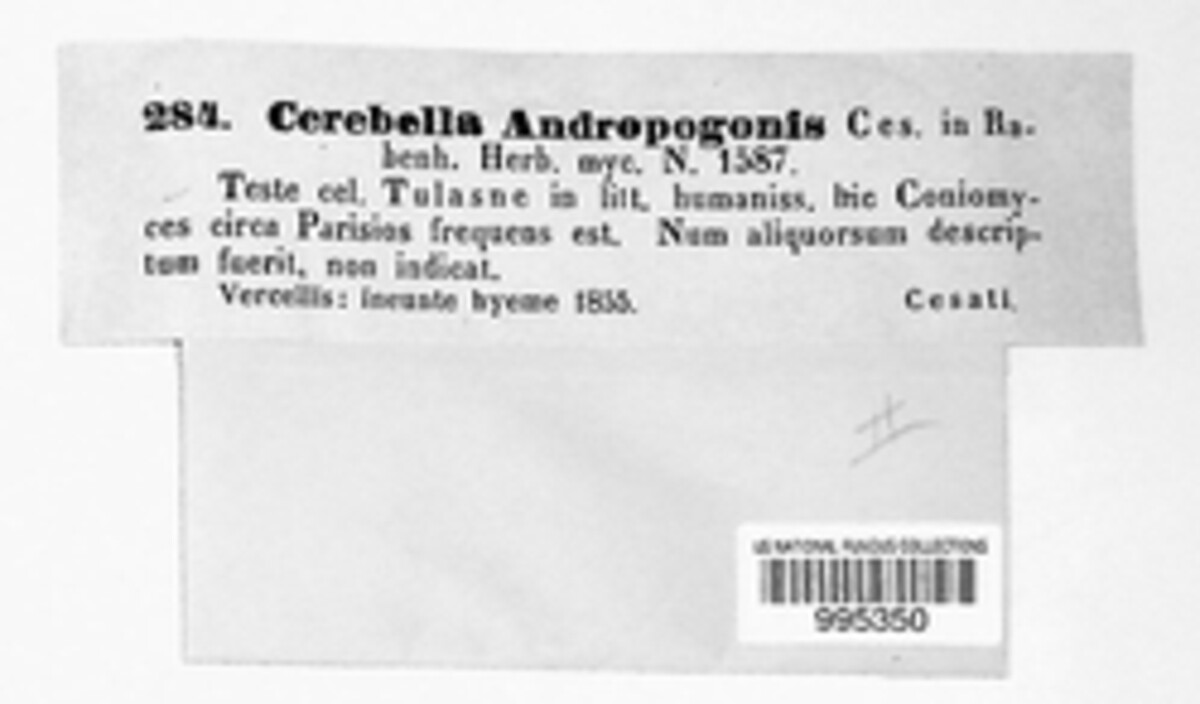 284. Cerebella Andropogonis Ces. in Ra-
benh. Herb. myc. N. 1587.
Teste cel. Tulasne in litt. humaniss. hic Coniomy-
ces circa Parisios frequens est. Num aliquorsum descrip-
tum fuerit, non indicat.
Vercellis: ineunte hyeme 1855. Cesati.
US NATIONAL FUNGUS COLLECTIONS
995350